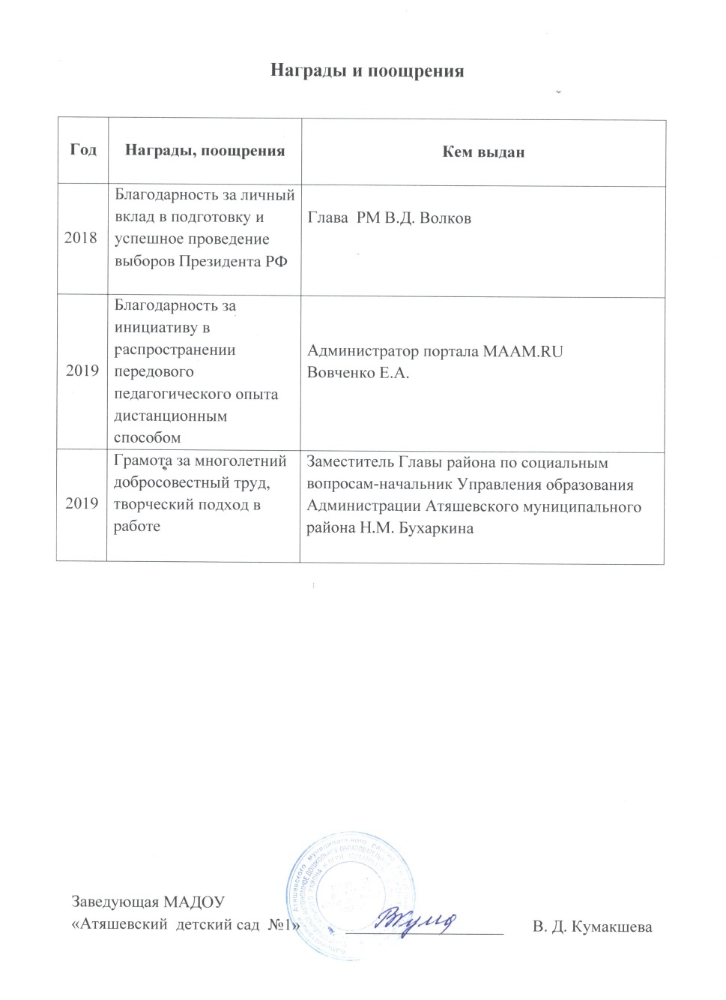 Награды и поощрения
Год
Награды, поощрения
Кем выдан
2018
Благодарность за личный
вклад в подготовку и
успешное проведение
выборов Президента РФ
Глава РМ В.Д. Волков
2019
Благодарность за
инициативу в
распространении
передового
педагогического опыта
дистанционным
способом
Администратор портала MAAM.RU
Вовченко Е.А.
2019
Грамота за многолетний
добросовестный труд,
творческий подход в
работе
Заместитель Главы района по социальным
вопросам-начальник Управления образования
Администрации Атяшевского муниципального
района Н.М. Бухаркина
Заведующая МАДОУ
«Атяшевский детский сад №1»
В. Д. Кумакшева